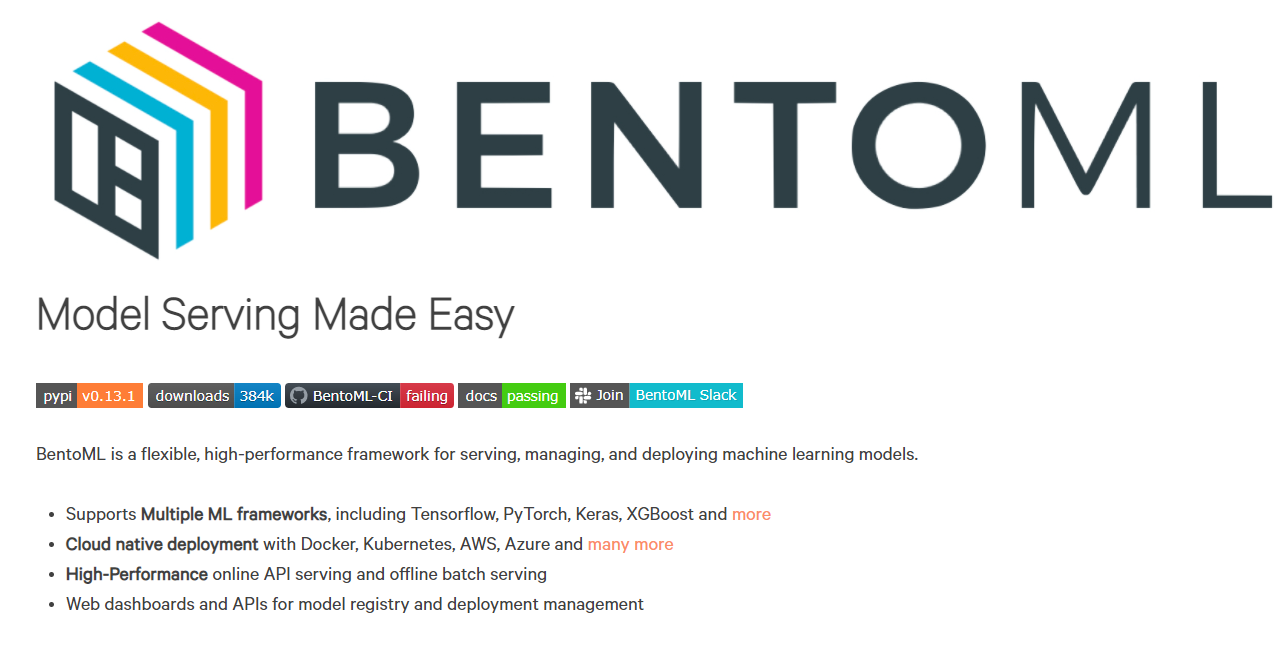 BENTOML
Model Serving Made Easy
pypi v0.13.1 downloads 384k BentoML-CI failing docs passing Join BentoML Slack
BentoML is a flexible, high-performance framework for serving, managing, and deploying machine learning models.
• Supports Multiple ML frameworks, including Tensorflow, PyTorch, Keras, XGBoost and more
• Cloud native deployment with Docker, Kubernetes, AWS, Azure and many more
• High-Performance online API serving and offline batch serving
• Web dashboards and APIs for model registry and deployment management